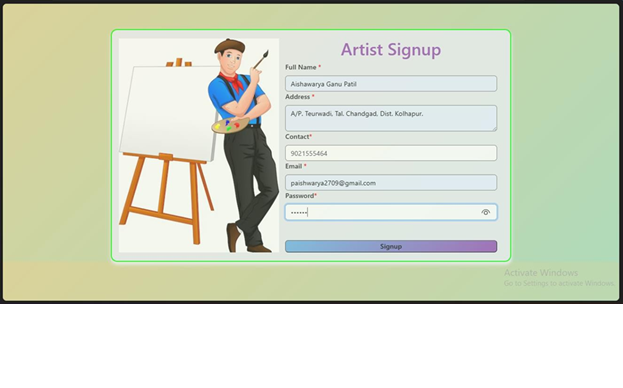 Artist Signup
Full Name *
Aishawarya Ganu Patil
Address *
A/P. Teurwadi, Tal. Chandgad, Dist. Kolhapur.
Contact*
9021555464
Email *
paishwarya2709@gmail.com
Password*
••••••
Signup
Activate Windows
Go to Settings to activate Windows.